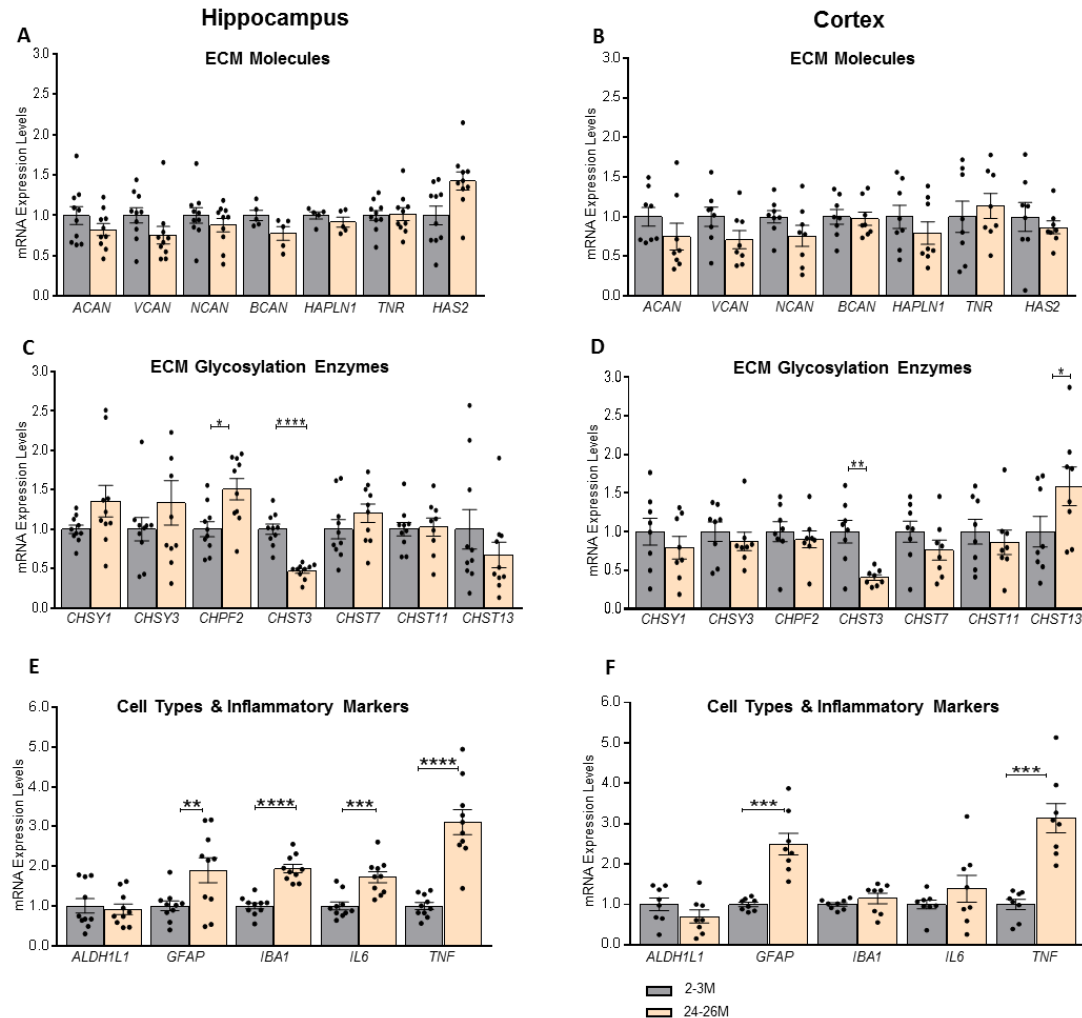 Hippocampus
Cortex
A
ECM Molecules
mRNA Expression Levels
3.0
2.5
2.0
1.5
1.0
0.5
0.0
ACAN VCAN NCAN BCAN HAPLN1 TNR HAS2
B
ECM Molecules
mRNA Expression Levels
3.0
2.5
2.0
1.5
1.0
0.5
0.0
ACAN VCAN NCAN BCAN HAPLN1 TNR HAS2
C
ECM Glycosylation Enzymes
mRNA Expression Levels
3.0
2.5
2.0
1.5
1.0
0.5
0.0
* ****
CHSY1 CHSY3 CHPF2 CHST3 CHST7 CHST11 CHST13
D
ECM Glycosylation Enzymes
mRNA Expression Levels
3.0
2.5
2.0
1.5
1.0
0.5
0.0
** *
CHSY1 CHSY3 CHPF2 CHST3 CHST7 CHST11 CHST13
E
Cell Types & Inflammatory Markers
mRNA Expression Levels
6.0
5.0
4.0
3.0
2.0
1.0
0.0
** **** *** ****
ALDH1L1 GFAP IBA1 IL6 TNF
F
Cell Types & Inflammatory Markers
mRNA Expression Levels
6.0
5.0
4.0
3.0
2.0
1.0
0.0
*** ***
ALDH1L1 GFAP IBA1 IL6 TNF
2-3M
24-26M